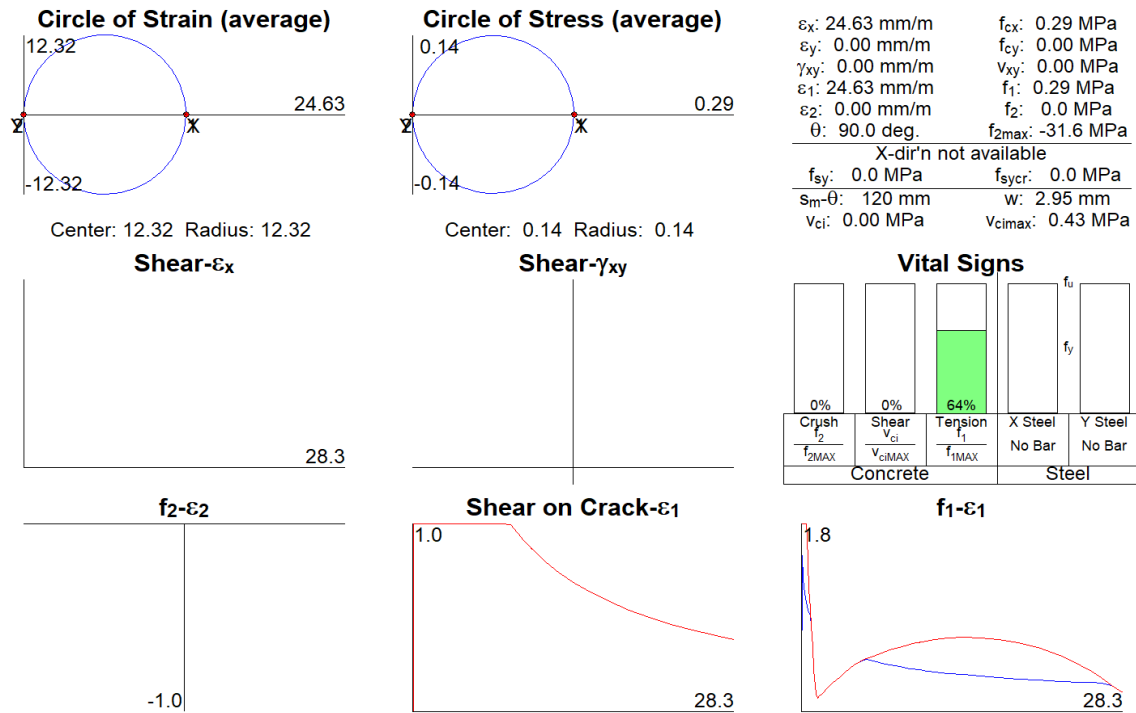 Circle of Strain (average)
12.32
24.63
Y
2
X
1
-12.32
Center: 12.32 Radius: 12.32
Circle of Stress (average)
0.14
0.29
Y
2
X
1
-0.14
Center: 0.14 Radius: 0.14
εx: 24.63 mm/m fcx: 0.29 MPa
εy: 0.00 mm/m fcy: 0.00 MPa
γxy: 0.00 mm/m vxy: 0.00 MPa
ε1: 24.63 mm/m f1: 0.29 MPa
ε2: 0.00 mm/m f2: 0.0 MPa
θ: 90.0 deg. f2max: -31.6 MPa
X-dir'n not available
fsy: 0.0 MPa fsycr: 0.0 MPa
sm-θ: 120 mm w: 2.95 mm
vci: 0.00 MPa vcimax: 0.43 MPa
Shear-εx
28.3
Shear-γxy
Vital Signs
fu
fy
0% 0% 64%
Crush Shear Tension X Steel Y Steel
f2 vci f1 No Bar No Bar
f2MAX vciMAX f1MAX
Concrete Steel
f2-ε2
-1.0
Shear on Crack-ε1
1.0
28.3
f1-ε1
1.8
28.3